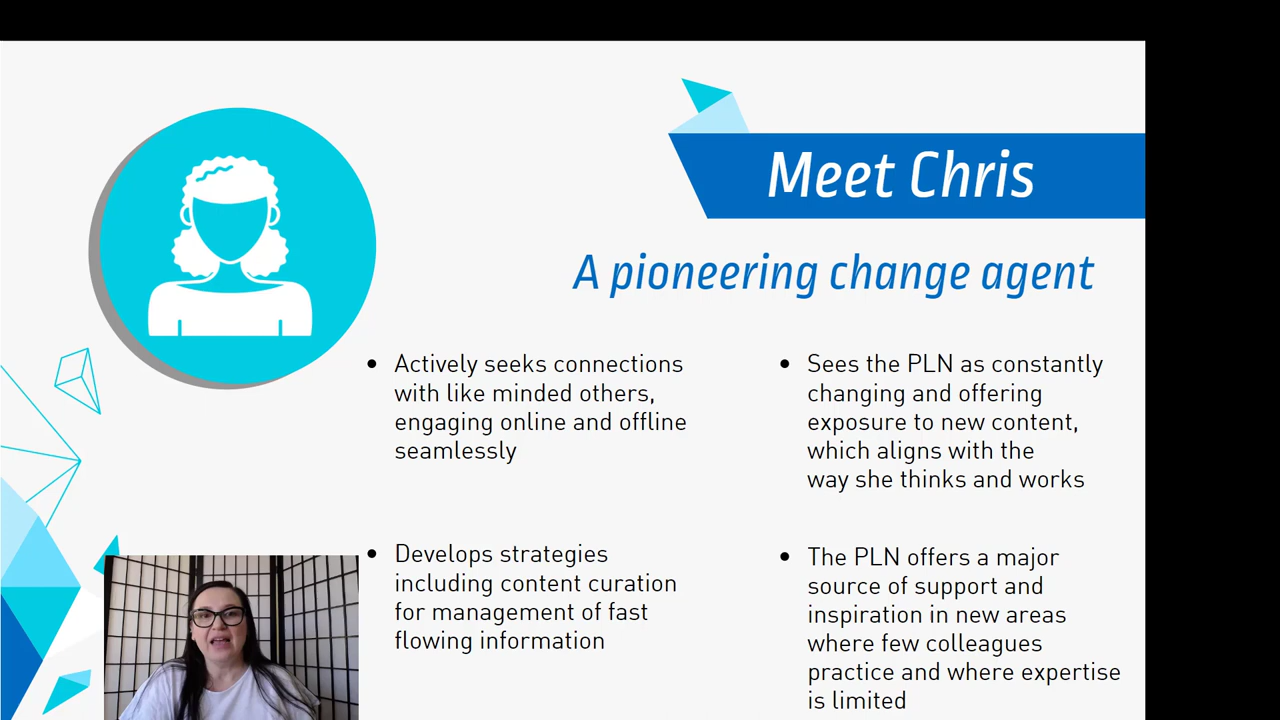 Meet Chris
A pioneering change agent
Actively seeks connections
with like minded others,
engaging online and offline
seamlessly
Develops strategies
including content curation
for management of fast
flowing information
Sees the PLN as constantly
changing and offering
exposure to new content,
which aligns with the
way she thinks and works
The PLN offers a major
source of support and
inspiration in new areas
where few colleagues
practice and where expertise
is limited